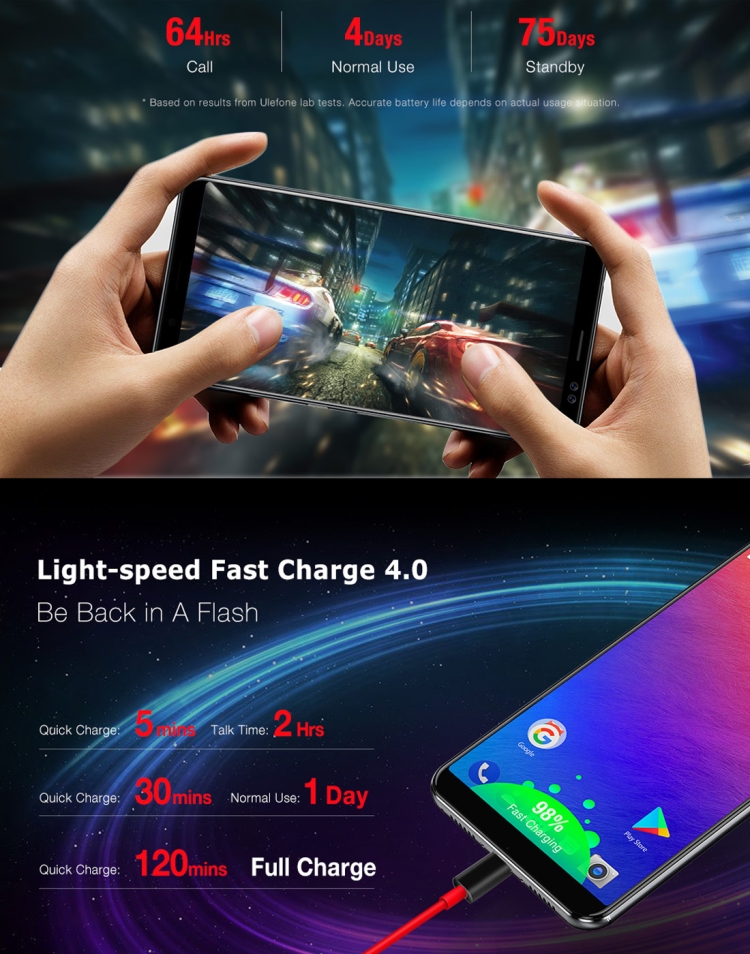 64Hrs 4Days 75Days
Call Normal Use Standby
* Based on results from Ulefone lab tests. Accurate battery life depends on actual usage situation.
Light-speed Fast Charge 4.0
Be Back in A Flash
Quick Charge: 5 mins Talk Time: 2 Hrs
Quick Charge: 30mins Normal Use: 1 Day
Quick Charge: 120mins Full Charge
Google
98%
Fast Charging
Play Store